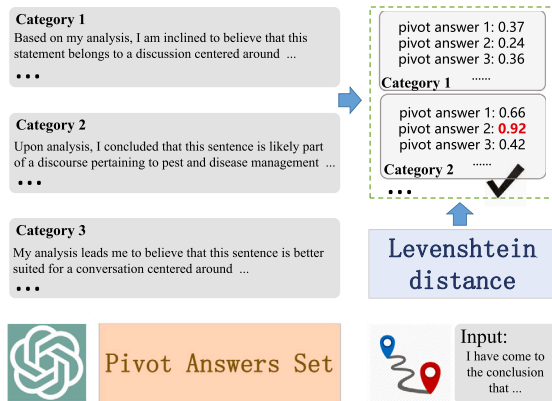 Category 1
Based on my analysis, I am inclined to believe that this
statement belongs to a discussion centered around ...
...
Category 2
Upon analysis, I concluded that this sentence is likely part
of a discourse pertaining to pest and disease management ...
...
Category 3
My analysis leads me to believe that this sentence is better
suited for a conversation centered around ...
...
Pivot Answers Set
pivot answer 1: 0.37
pivot answer 2: 0.24
pivot answer 3: 0.36
......
Category 1
pivot answer 1: 0.66
pivot answer 2: 0.92
pivot answer 3: 0.42
......
Category 2
...
Levenshtein
distance
Input:
I have come to
the conclusion
that ...